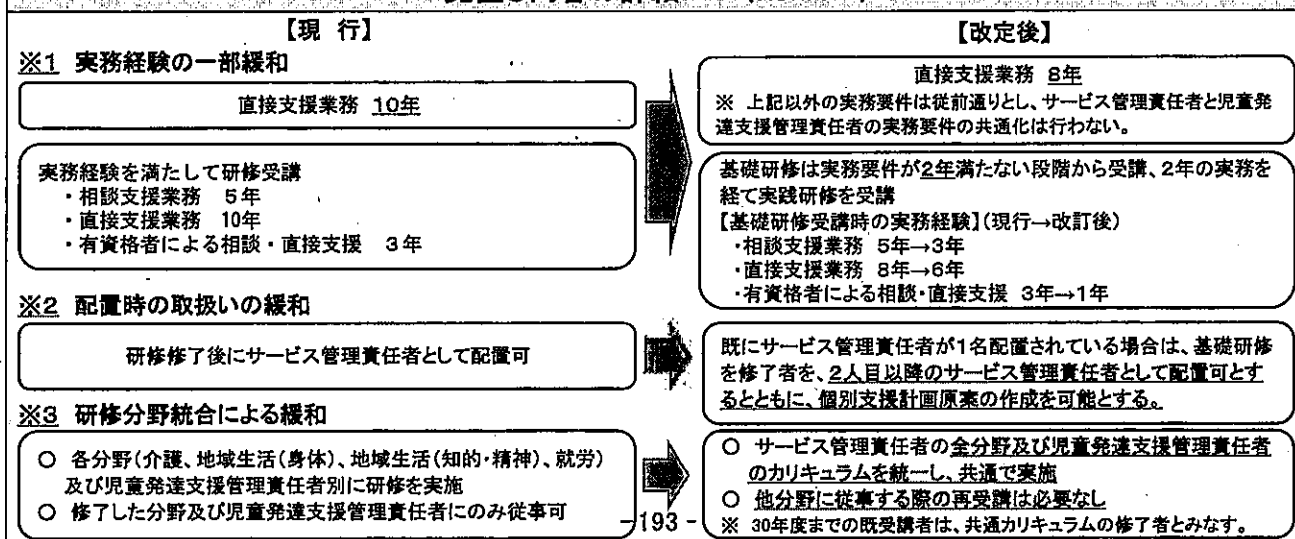 【現 行】
【改定後】
※1 実務経験の一部緩和
直接支援業務 10年
直接支援業務 8年
※ 上記以外の実務要件は従前通りとし、サービス管理責任者と児童発
達支援管理責任者の実務要件の共通化は行わない。
実務経験を満たして研修受講
・相談支援業務 5年
・直接支援業務 10年
・有資格者による相談・直接支援 3年
基礎研修は実務要件が2年満たない段階から受講、2年の実務を
経て実践研修を受講
【基礎研修受講時の実務経験】(現行→改訂後)
・相談支援業務 5年→3年
・直接支援業務 8年→6年
・有資格者による相談・直接支援 3年→1年
※2 配置時の取扱いの緩和
研修修了後にサービス管理責任者として配置可
既にサービス管理責任者が1名配置されている場合は、基礎研修
を修了者を、2人目以降のサービス管理責任者として配置可とす
るとともに、個別支援計画原案の作成を可能とする。
※3 研修分野統合による緩和
○ 各分野(介護、地域生活(身体)、地域生活(知的・精神)、就労)
及び児童発達支援管理責任者別に研修を実施
○ 修了した分野及び児童発達支援管理責任者にのみ従事可
○ サービス管理責任者の全分野及び児童発達支援管理責任者
のカリキュラムを統一し、共通で実施
○ 他分野に従事する際の再受講は必要なし
※ 30年度までの既受講者は、共通カリキュラムの修了者とみなす。
-193-